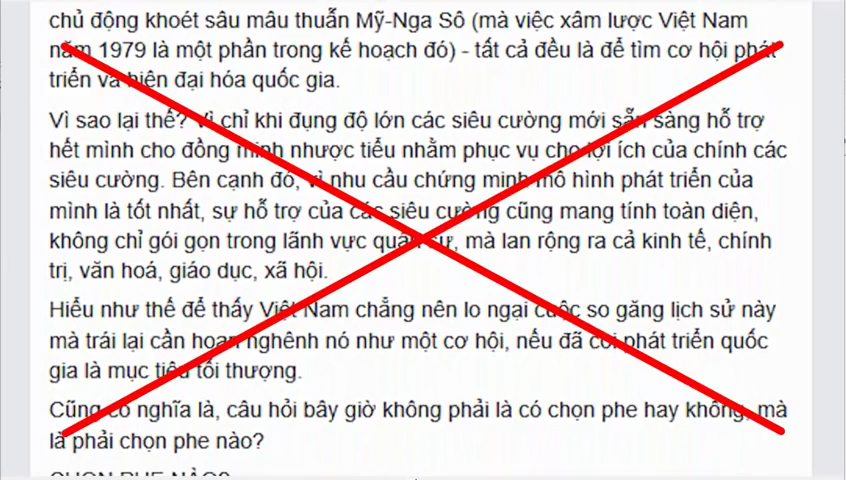 chủ động khoét sâu mâu thuẫn Mỹ-Nga Sô (mà việc xâm lược Việt Nam
năm 1979 là một phần trong kế hoạch đó) - tất cả đều là để tìm cơ hội phát
triển và hiện đại hóa quốc gia.
Vì sao lại thế? Vì chỉ khi đụng độ lớn các siêu cường mới sẵn sàng hỗ trợ
hết mình cho đồng minh nhược tiểu nhằm phục vụ cho lợi ích của chính các
siêu cường. Bên cạnh đó, vì nhu cầu chứng minh mô hình phát triển của
mình là tốt nhất, sự hỗ trợ của các siêu cường cũng mang tính toàn diện,
không chỉ gói gọn trong lãnh vực quân sự, mà lan rộng ra cả kinh tế, chính
trị, văn hoá, giáo dục, xã hội.
Hiểu như thế để thấy Việt Nam chẳng nên lo ngại cuộc so găng lịch sử này
mà trái lại cần hoan nghênh nó như một cơ hội, nếu đã coi phát triển quốc
gia là mục tiêu tối thượng.
Cũng có nghĩa là, câu hỏi bây giờ không phải là có chọn phe hay không, mà
là phải chọn phe nào?
CHỌN PHE NÀO?